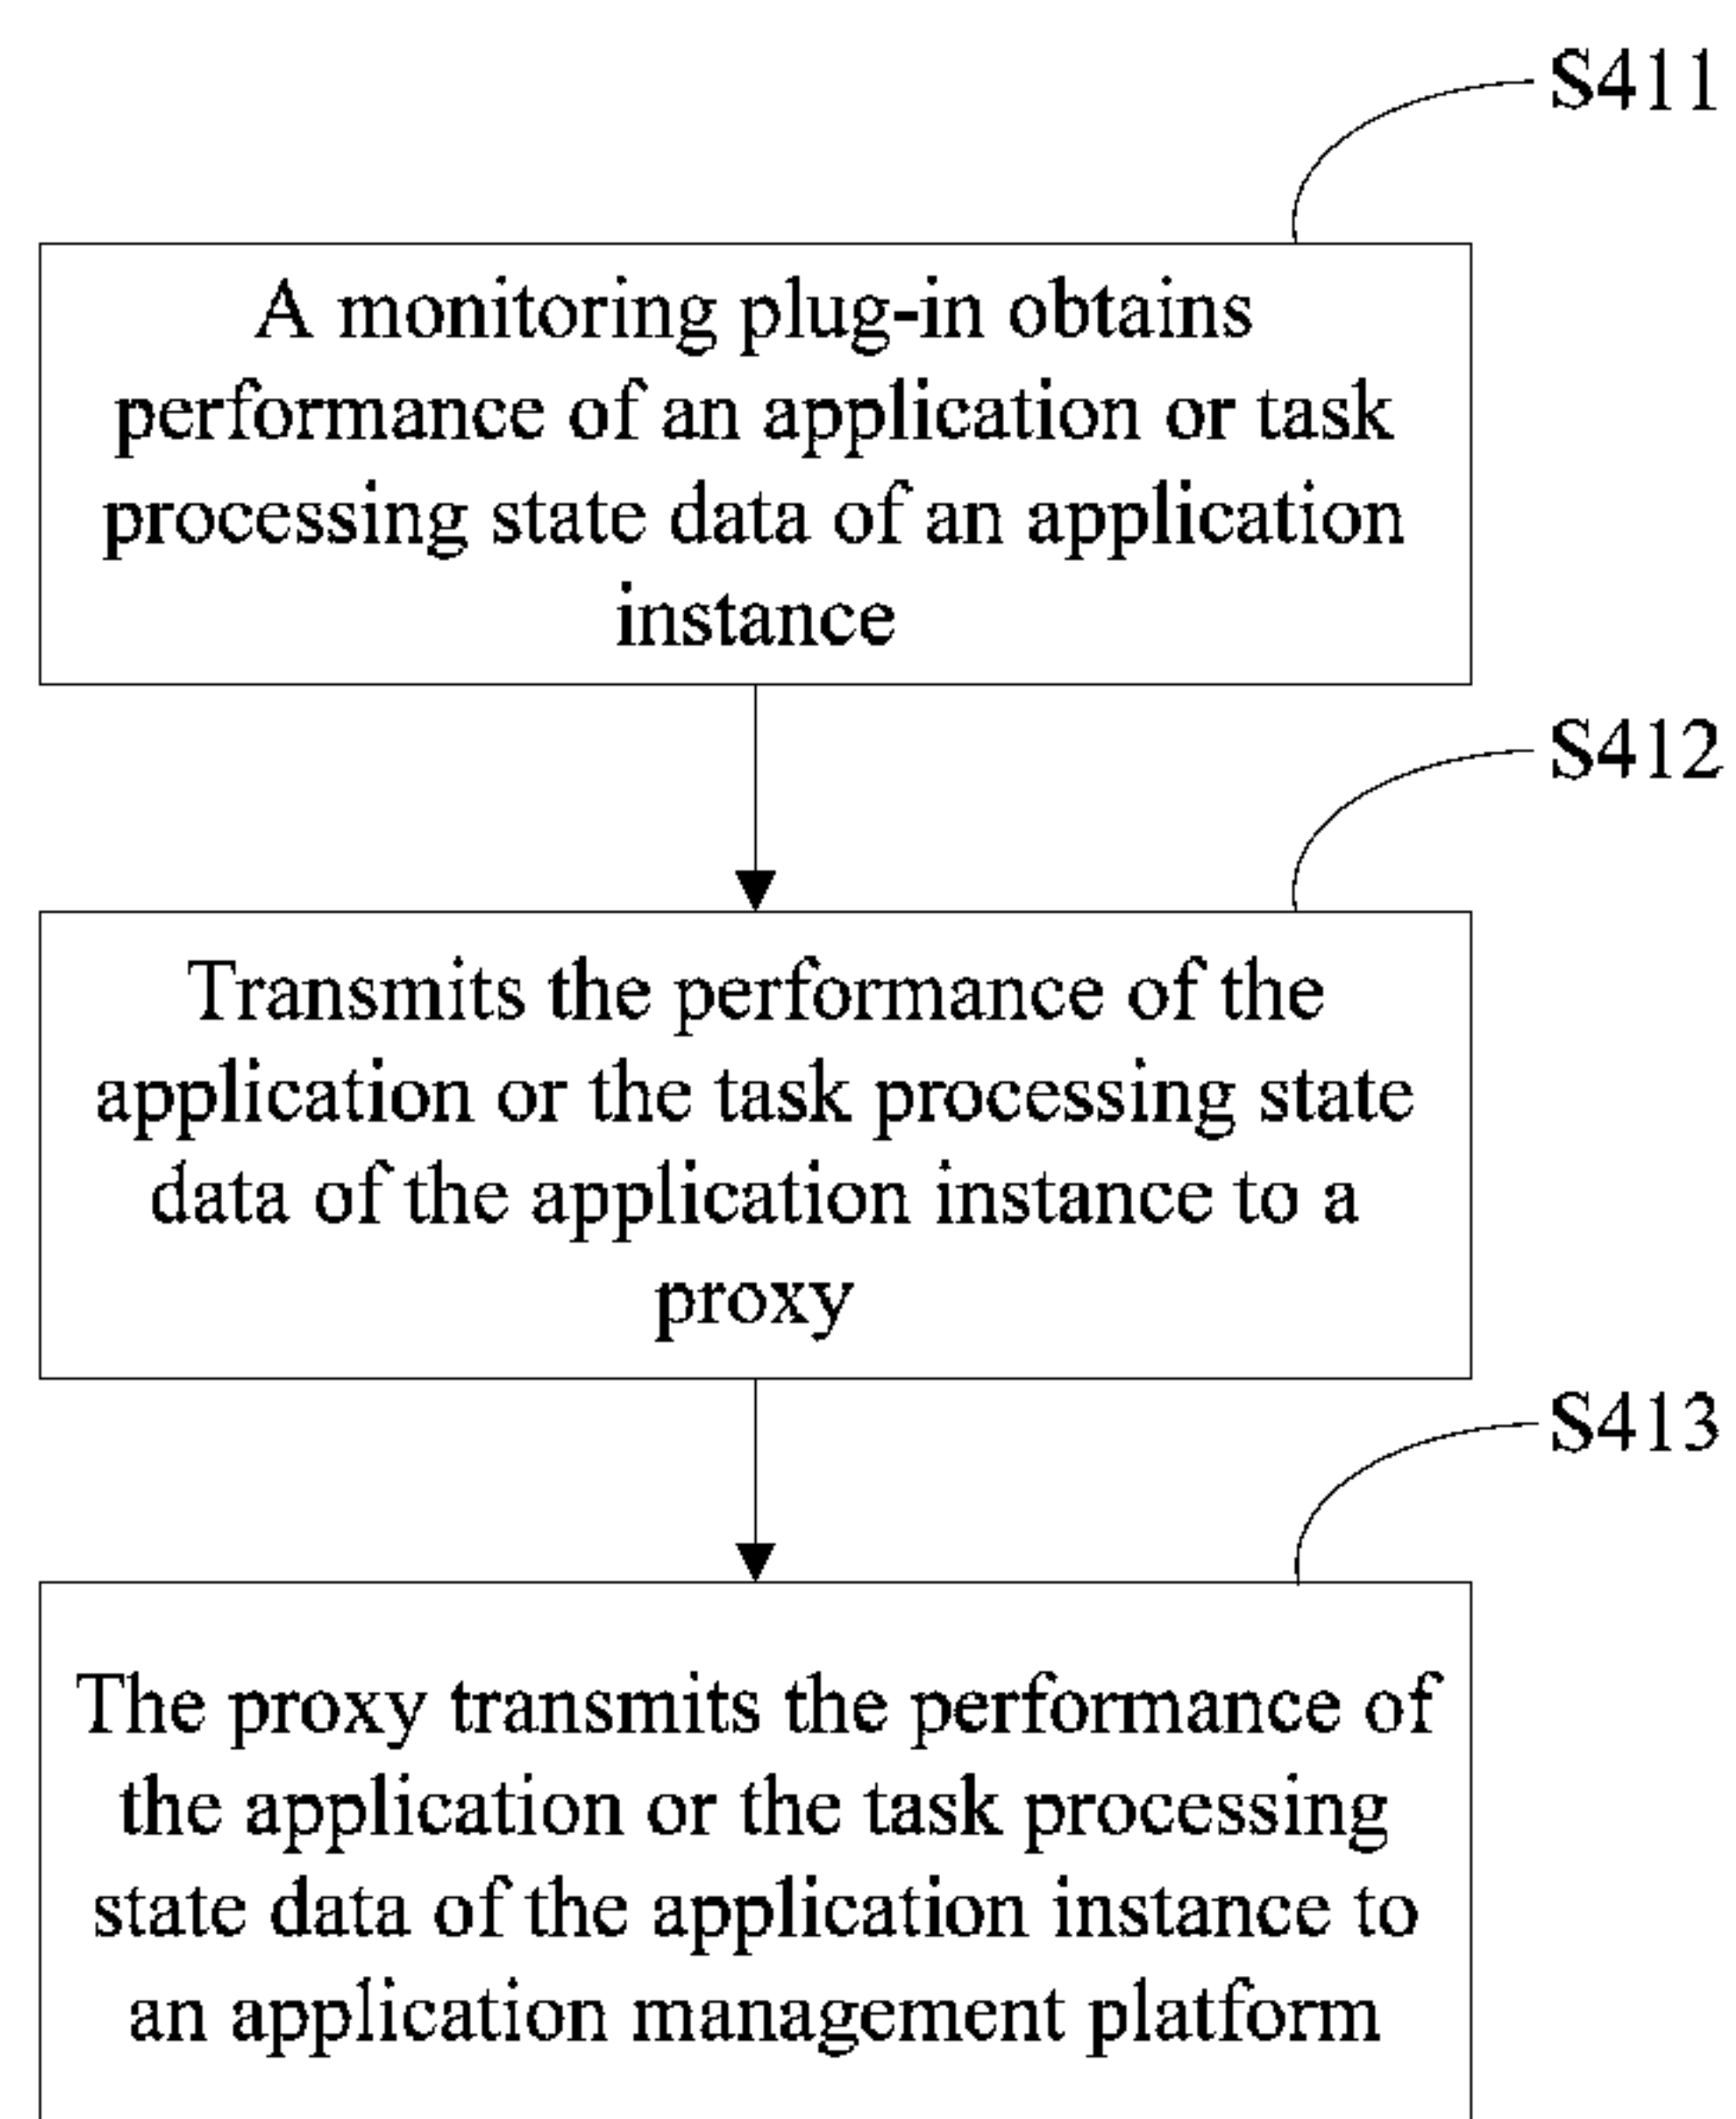 S411
A monitoring plug-in obtains
performance of an application or task
processing state data of an application
instance
S412
Transmits the performance of the
application or the task processing state
data of the application instance to a
proxy
S413
The proxy transmits the performance of
the application or the task processing
state data of the application instance to
an application management platform